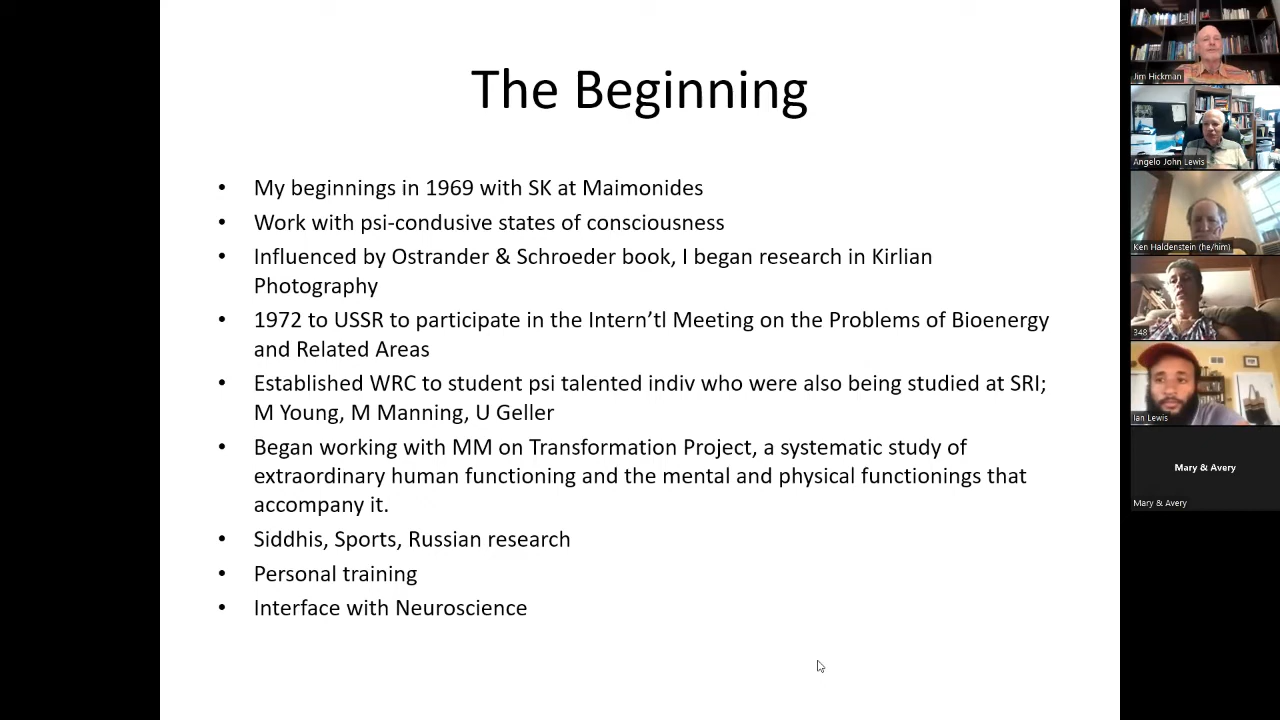 The Beginning
• My beginnings in 1969 with SK at Maimonides
• Work with psi-condusive states of consciousness
• Influenced by Ostrander & Schroeder book, I began research in Kirlian
Photography
• 1972 to USSR to participate in the Intern'tl Meeting on the Problems of Bioenergy
and Related Areas
• Established WRC to student psi talented indiv who were also being studied at SRI;
M Young, M Manning, U Geller
• Began working with MM on Transformation Project, a systematic study of
extraordinary human functioning and the mental and physical functionings that
accompany it.
• Siddhis, Sports, Russian research
• Personal training
• Interface with Neuroscience
Jim Hickman
Angelo John Lewis
Ken Haldenstein (he/him)
348
Ian Lewis
Mary & Avery
Mary & Avery